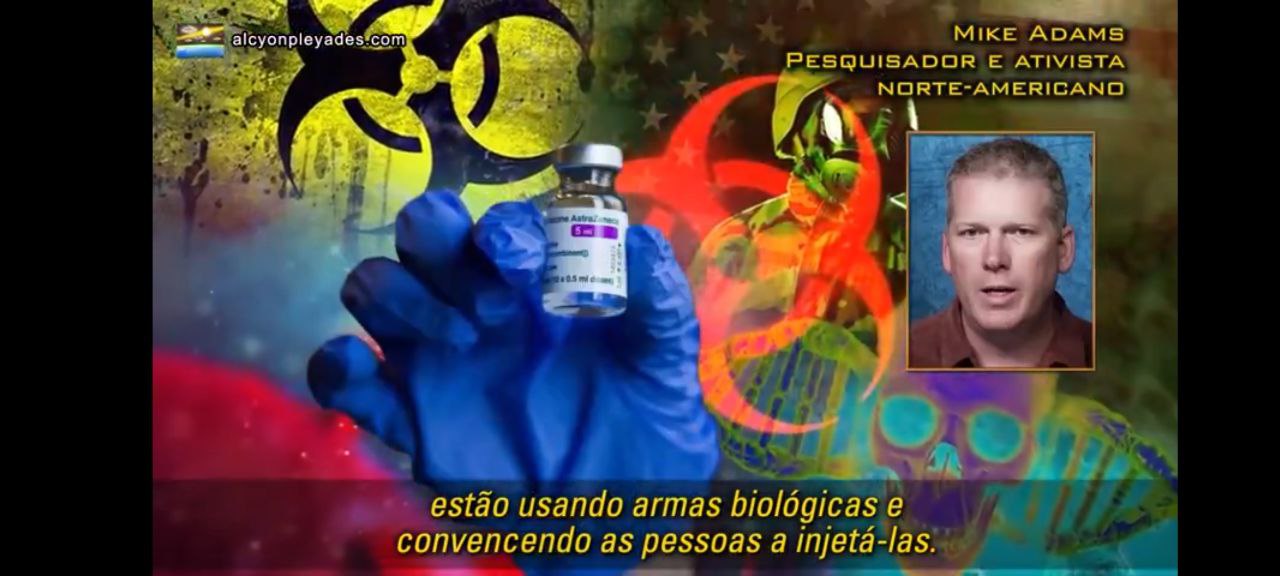 alcyonpleyades.com
MIKE ADAMS
PESQUISADOR E ATIVISTA
NORTE-AMERICANO
AstraZeneca
5 ml
estão usando armas biológicas e
convencendo as pessoas a injetá-las.